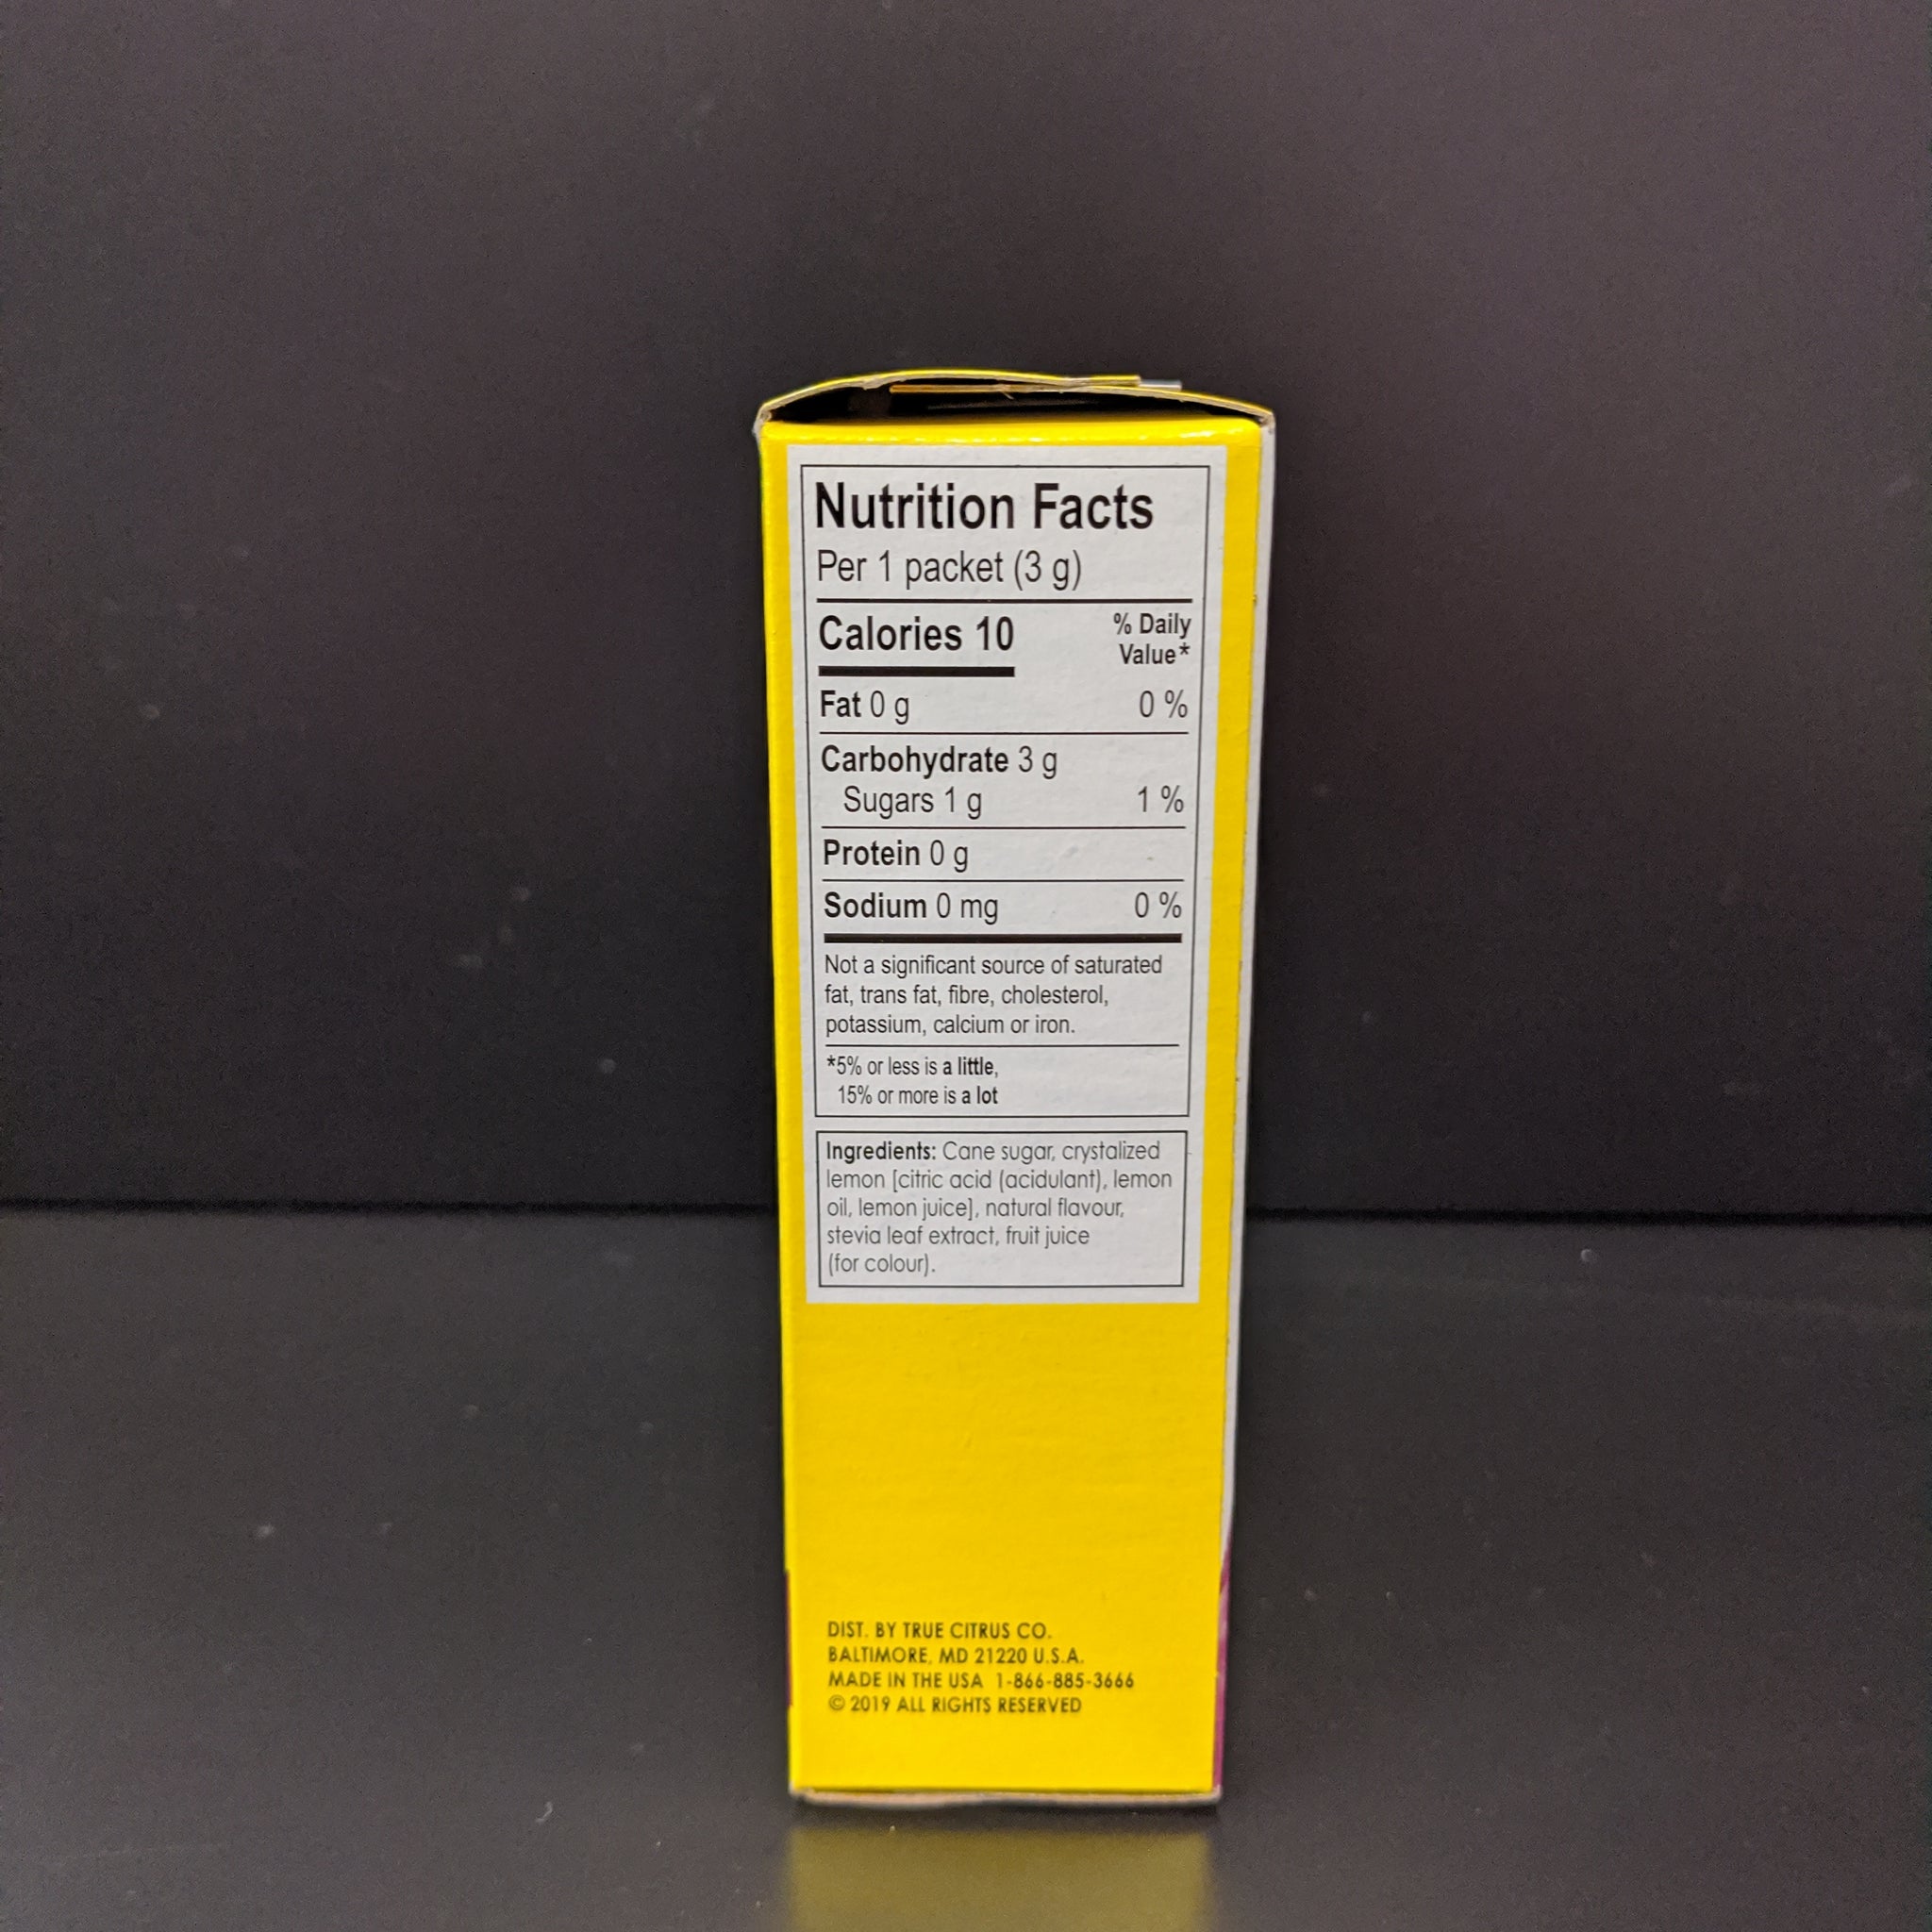 Nutrition Facts
Per 1 packet (3 g)
Calories 10
% Daily
Value*
Fat 0 g 0 %
Carbohydrate 3 g
Sugars 1 g 1 %
Protein 0 g
Sodium 0 mg 0 %
Not a significant source of saturated
fat, trans fat, fibre, cholesterol,
potassium, calcium or iron.
*5% or less is a little,
15% or more is a lot
Ingredients: Cane sugar, crystalized
lemon [citric acid (acidulant), lemon
oil, lemon juice], natural flavour,
stevia leaf extract, fruit juice
(for colour).
DIST. BY TRUE CITRUS CO.
BALTIMORE, MD 21220 U.S.A.
MADE IN THE USA 1-866-885-3666
© 2019 ALL RIGHTS RESERVED